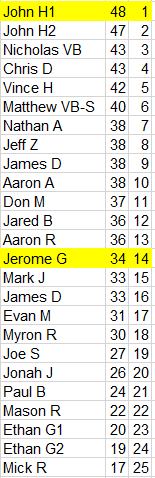 John H1 48 1
John H2 47 2
Nicholas VB 43 3
Chris D 43 4
Vince H 42 5
Matthew VB-S 40 6
Nathan A 38 7
Jeff Z 38 8
James D 38 9
Aaron A 38 10
Don M 37 11
Jared B 36 12
Aaron R 36 13
Jerome G 34 14
Mark J 33 15
James D 33 16
Evan M 31 17
Myron R 30 18
Joe S 27 19
Jonah J 26 20
Paul B 24 21
Mason R 22 22
Ethan G1 20 23
Ethan G2 19 24
Mick R 17 25